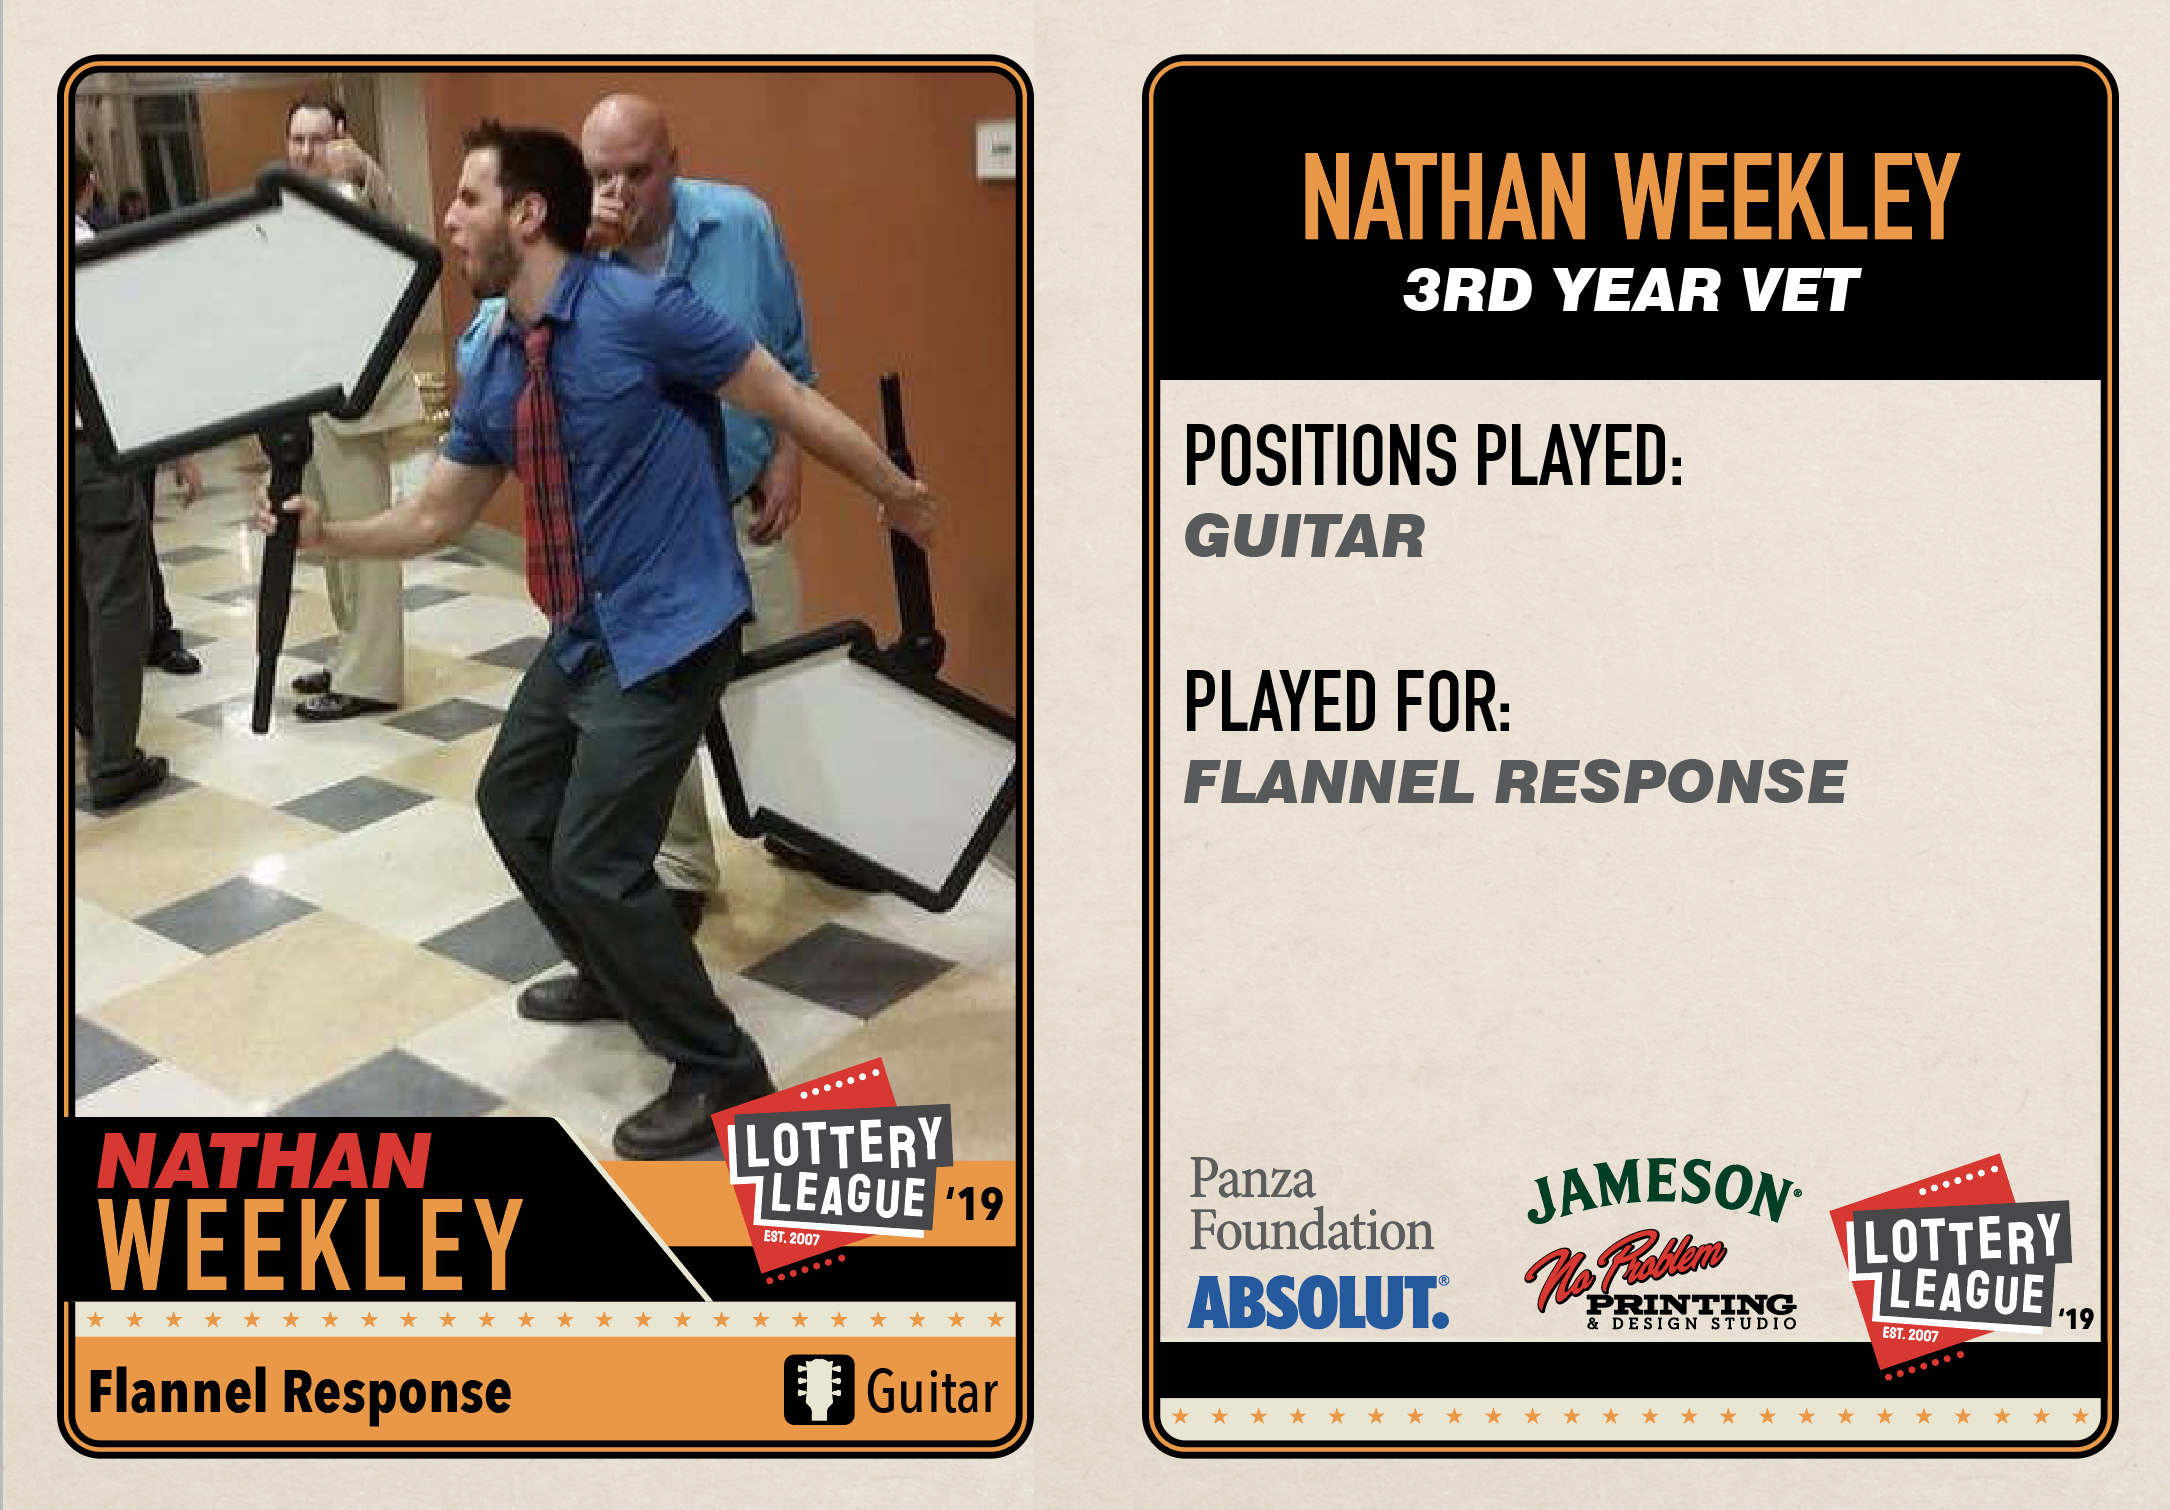 NATHAN
WEEKLEY
LOTTERY
LEAGUE
EST. 2007
'19
Flannel Response
Guitar
NATHAN WEEKLEY
3RD YEAR VET
POSITIONS PLAYED:
GUITAR
PLAYED FOR:
FLANNEL RESPONSE
Panza
Foundation
ABSOLUT.®
JAMESON®
No Problem
PRINTING
& DESIGN STUDIO
LOTTERY
LEAGUE
EST. 2007
'19